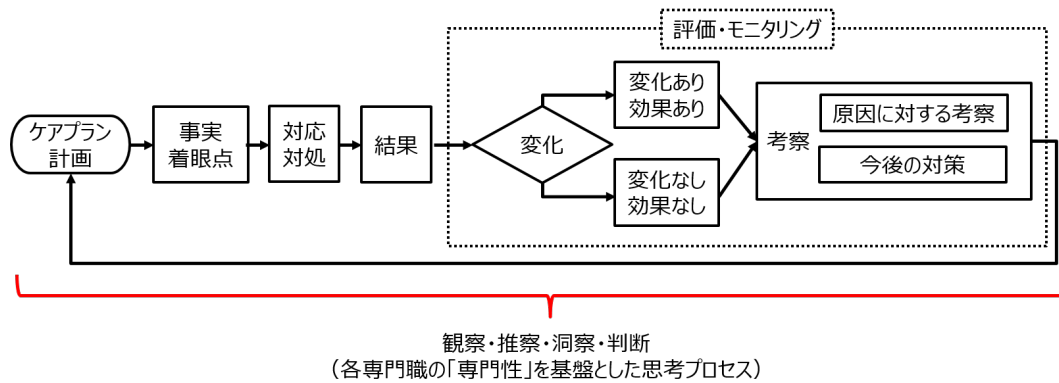 評価・モニタリング
ケアプラン
計画
事実
着眼点
対応
対処
結果
変化
変化あり
効果あり
変化なし
効果なし
考察
原因に対する考察
今後の対策
観察・推察・洞察・判断
（各専門職の「専門性」を基盤とした思考プロセス）